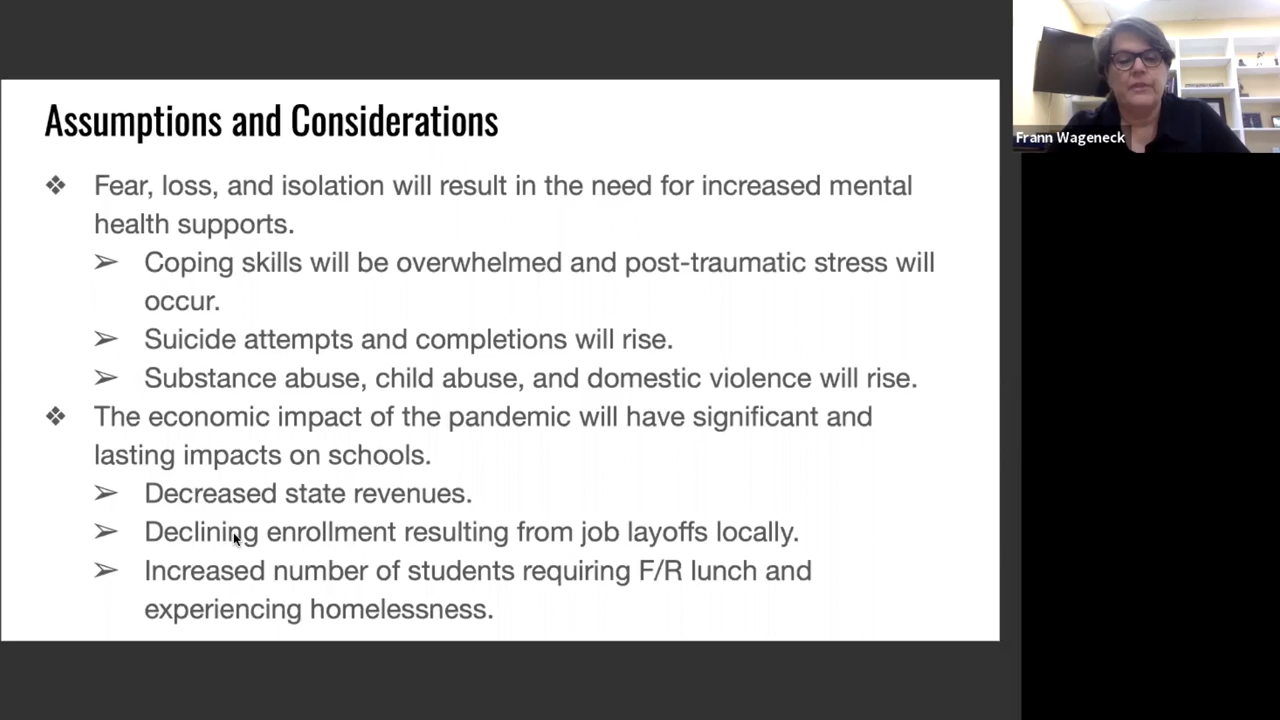 Assumptions and Considerations
❖ Fear, loss, and isolation will result in the need for increased mental
health supports.
➢ Coping skills will be overwhelmed and post-traumatic stress will
occur.
➢ Suicide attempts and completions will rise.
➢ Substance abuse, child abuse, and domestic violence will rise.
❖ The economic impact of the pandemic will have significant and
lasting impacts on schools.
➢ Decreased state revenues.
➢ Declining enrollment resulting from job layoffs locally.
➢ Increased number of students requiring F/R lunch and
experiencing homelessness.
Frann Wageneck